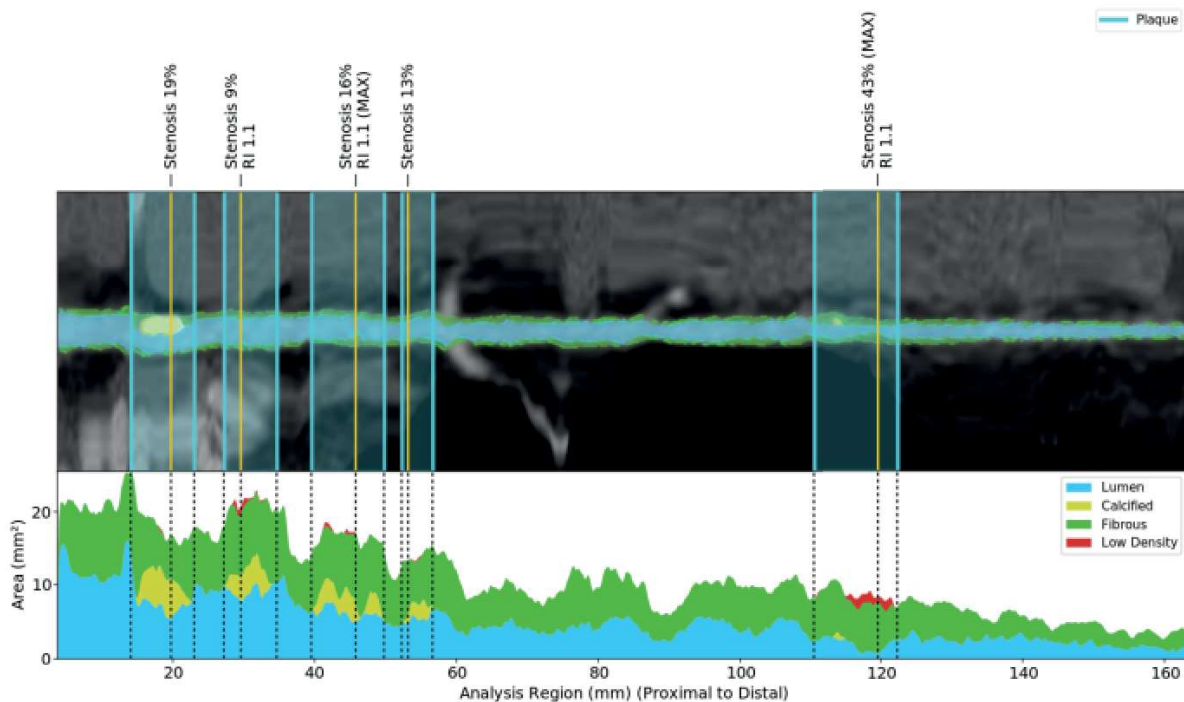 Plaque
Stenosis 19%
Stenosis 9%
RI 1.1
Stenosis 16%
RI 1.1 (MAX)
Stenosis 13%
Stenosis 43% (MAX)
RI 1.1
Lumen
Calcified
Fibrous
Low Density
Area (mm²)
20
10
0
20
40
60
80
100
120
140
160
Analysis Region (mm) (Proximal to Distal)